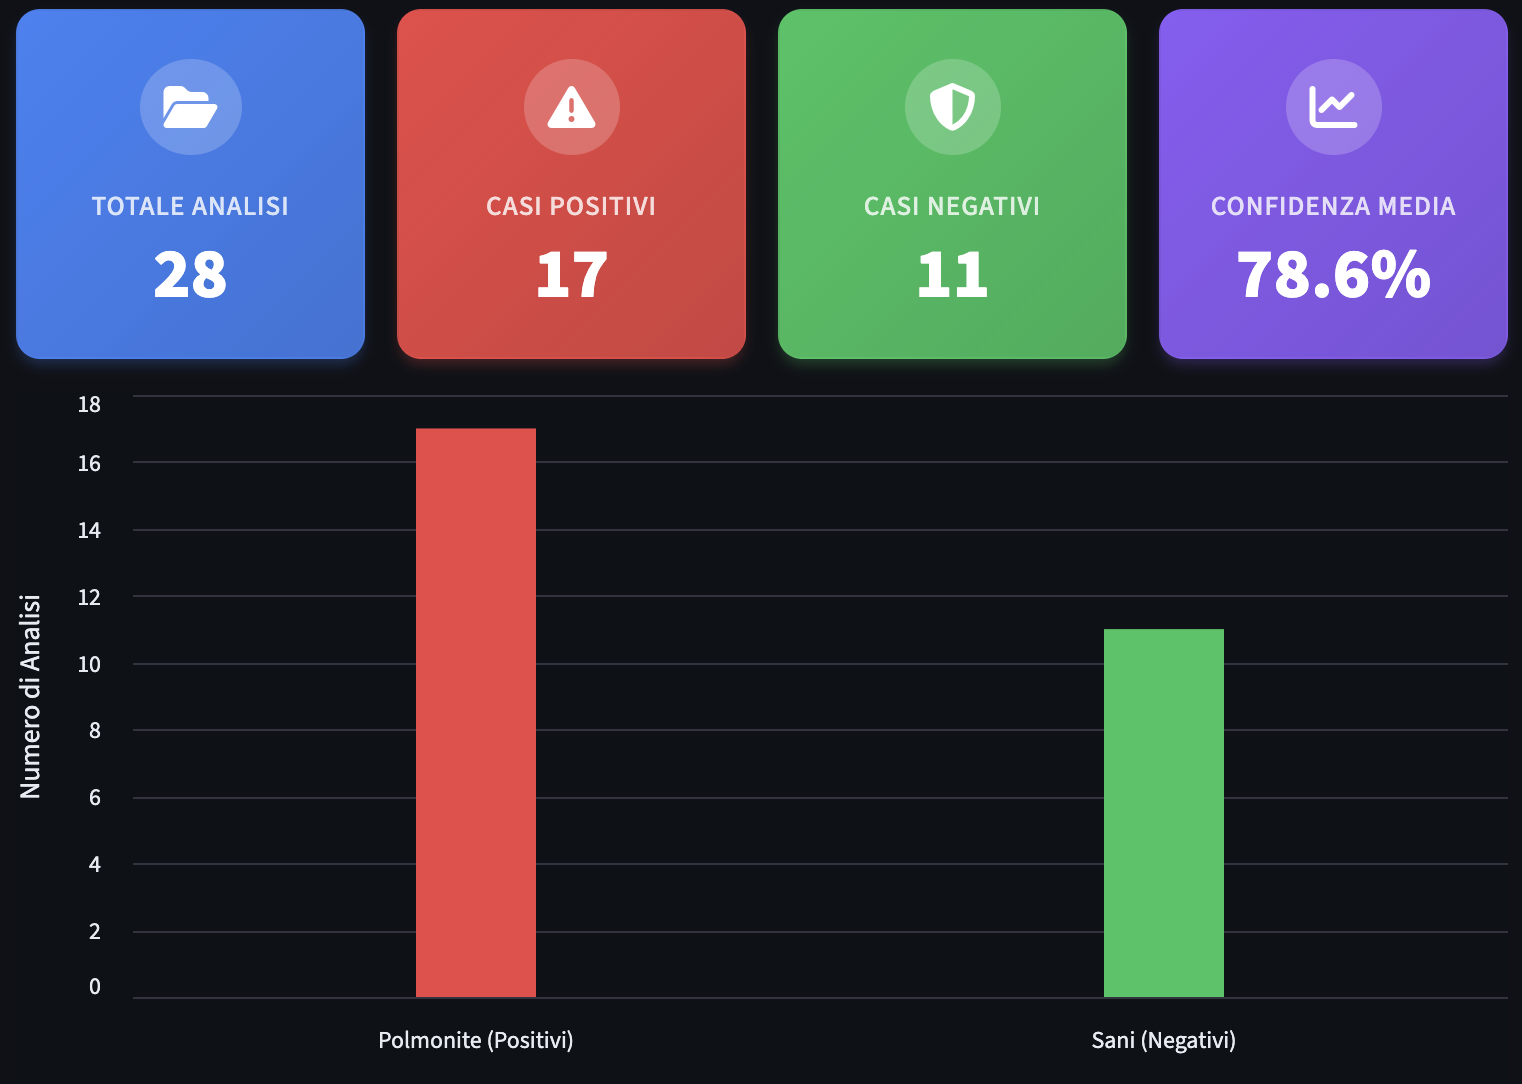 TOTALE ANALISI
28
CASI POSITIVI
17
CASI NEGATIVI
11
CONFIDENZA MEDIA
78.6%
Numero di Analisi
18
16
14
12
10
8
6
4
2
0
Polmonite (Positivi)
Sani (Negativi)